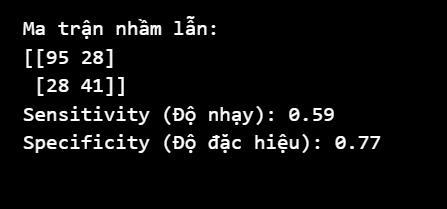 Ma trận nhầm lẫn:
[[95 28]
 [28 41]]
Sensitivity (Độ nhạy): 0.59
Specificity (Độ đặc hiệu): 0.77